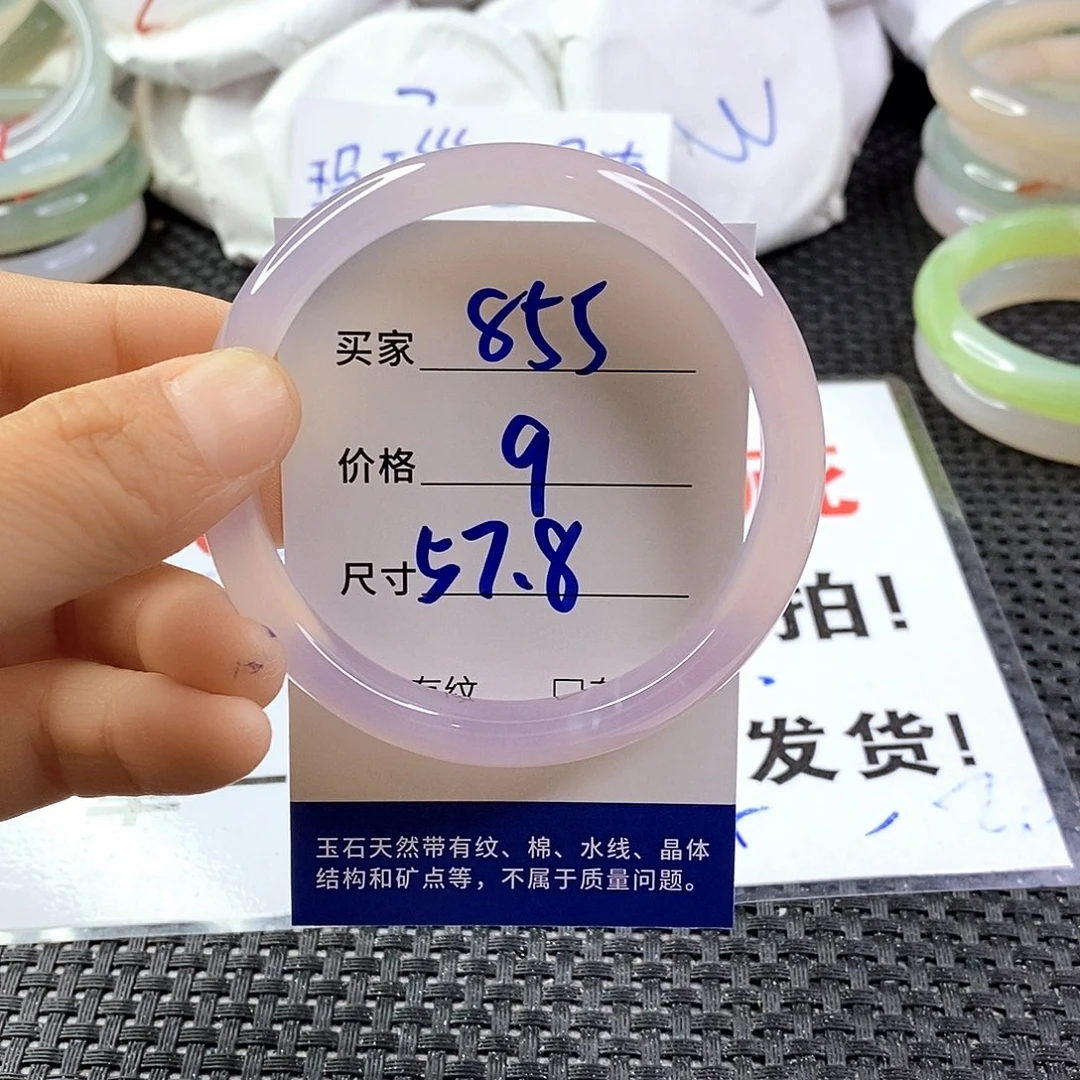 买家 855
价格 9
尺寸 57.8
有纹
玉石天然带有纹、棉、水线、晶体
结构和矿点等，不属于质量问题。
拍！
发货！